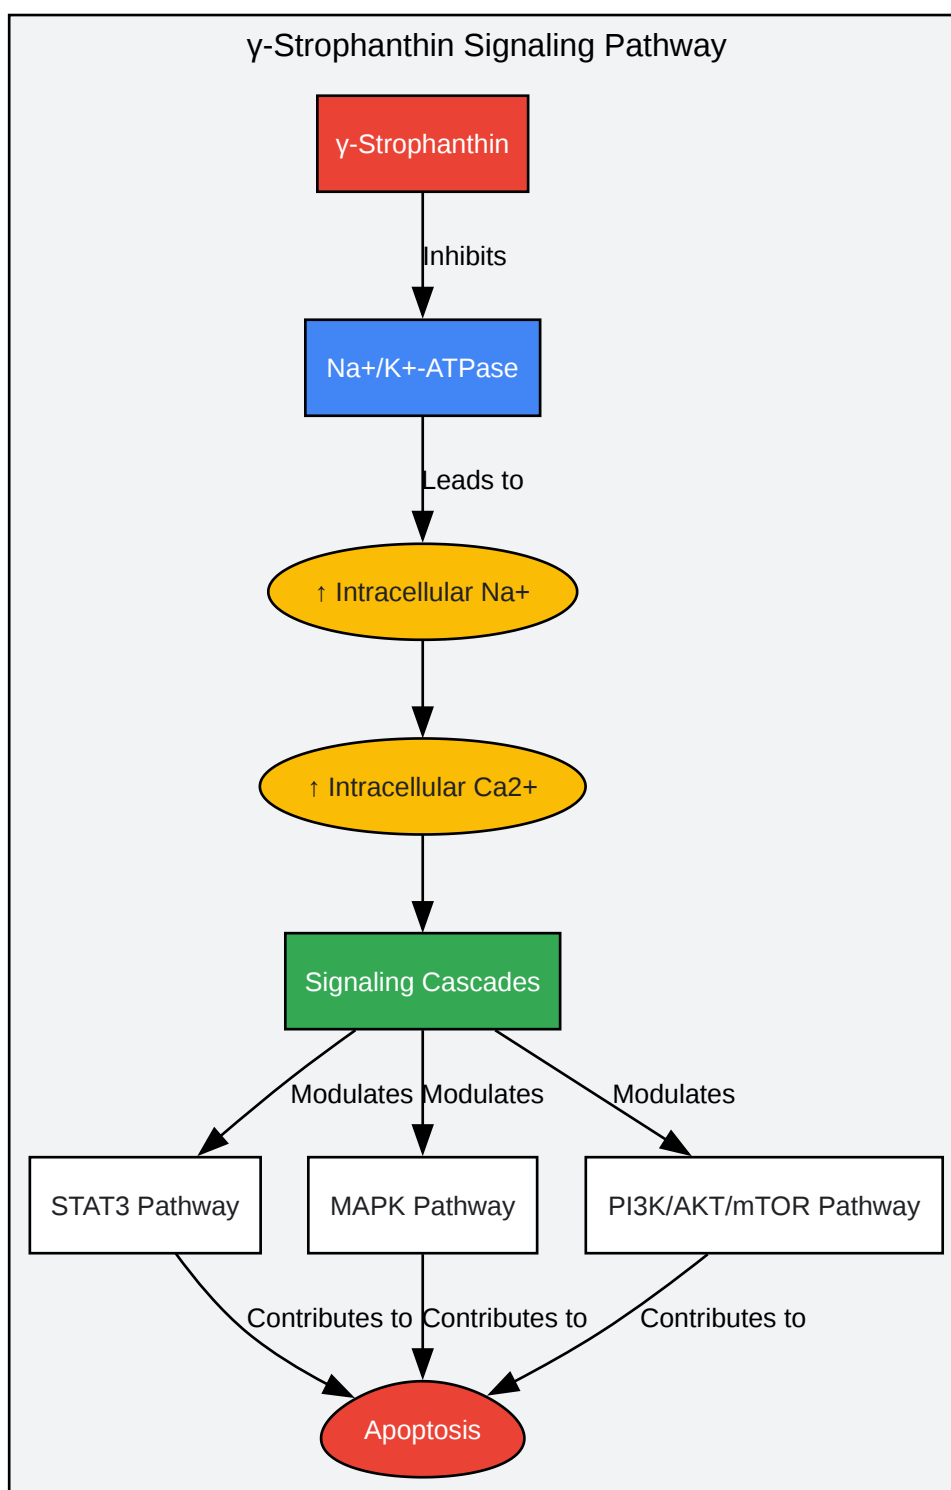 γ-Strophanthin Signaling Pathway
γ-Strophanthin
Inhibits
Na+/K+-ATPase
Leads to
↑ Intracellular Na+
↑ Intracellular Ca2+
Signaling Cascades
Modulates
Modulates
Modulates
STAT3 Pathway
MAPK Pathway
PI3K/AKT/mTOR Pathway
Contributes to
Contributes to
Contributes to
Apoptosis